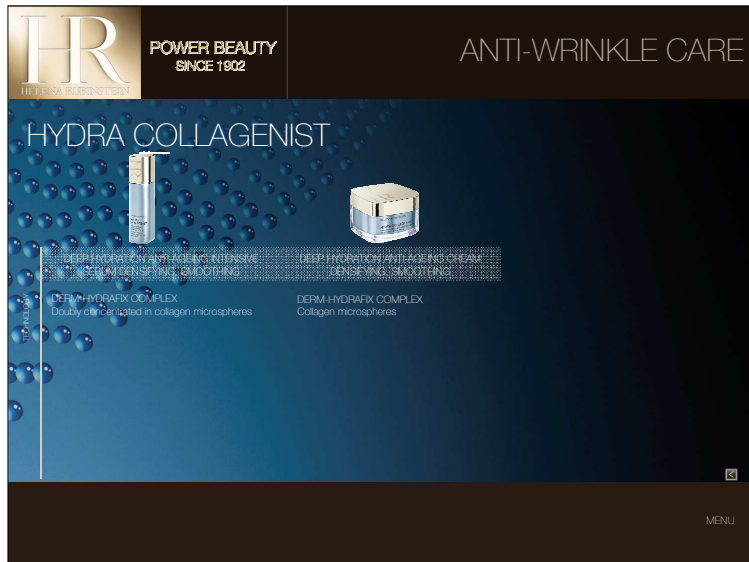 HR
HELENA RUBINSTEIN
POWER BEAUTY
SINCE 1902
ANTI-WRINKLE CARE
HYDRA COLLAGENIST
DEEP HYDRATION ANTI-AGEING INTENSIVE
SERUM DENSIFYING, SMOOTHING
DEEP HYDRATION ANTI-AGEING CREAM
DENSIFYING, SMOOTHING
TECHNOLOGY
DERM-HYDRAFIX COMPLEX
Doubly concentrated in collagen microspheres
DERM-HYDRAFIX COMPLEX
Collagen microspheres
MENU